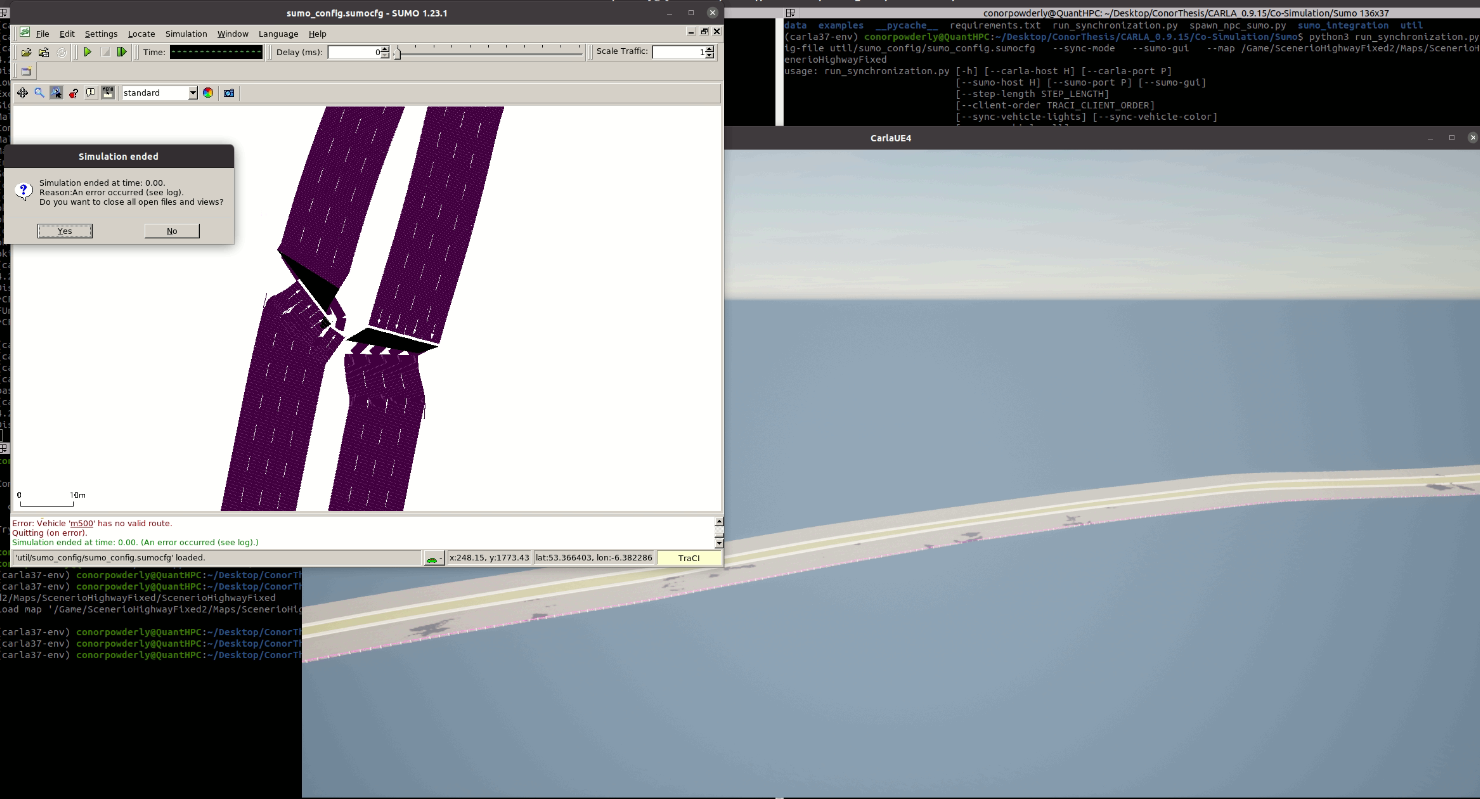 sumo_config.sumocfg - SUMO 1.23.1
File Edit Settings Locate Simulation Window Language Help
Time: Delay (ms): 0 Scale Traffic: 1
standard
Simulation ended
Simulation ended at time: 0.00.
Reason:An error occurred (see log).
Do you want to close all open files and views?
Yes No
0 10m
Error: Vehicle 'm500' has no valid route.
Quitting (on error).
Simulation ended at time: 0.00. (An error occurred (see log).)
'util/sumo_config/sumo_config.sumocfg' loaded.
x:248.15, y:1773.43 lat:53.366403, lon:-6.382286 TraCI
(carla37-env) conorpowderly@QuantHPC:~/Desktop/ConorTh
(carla37-env) conorpowderly@QuantHPC:~/Desktop/ConorTh
d2/Maps/ScenerioHighwayFixed/ScenerioHighwayFixed
oad map '/Game/ScenerioHighwayFixed2/Maps/ScenerioHig
(carla37-env) conorpowderly@QuantHPC:~/Desktop/ConorTh
(carla37-env) conorpowderly@QuantHPC:~/Desktop/ConorTh
(carla37-env) conorpowderly@QuantHPC:~/Desktop/ConorTh
conorpowderly@QuantHPC: ~/Desktop/ConorThesis/CARLA_0.9.15/Co-Simulation/Sumo 136x37
data examples __pycache__ requirements.txt run_synchronization.py spawn_npc_sumo.py sumo_integration util
(carla37-env) conorpowderly@QuantHPC:~/Desktop/ConorThesis/CARLA_0.9.15/Co-Simulation/Sumo$ python3 run_synchronization.py
ig-file util/sumo_config/sumo_config.sumocfg --sync-mode --sumo-gui --map /Game/ScenerioHighwayFixed2/Maps/ScenerioH
enerioHighwayFixed
usage: run_synchronization.py [-h] [--carla-host H] [--carla-port P]
[--sumo-host H] [--sumo-port P] [--sumo-gui]
[--step-length STEP_LENGTH]
[--client-order TRACI_CLIENT_ORDER]
[--sync-vehicle-lights] [--sync-vehicle-color]
CarlaUE4